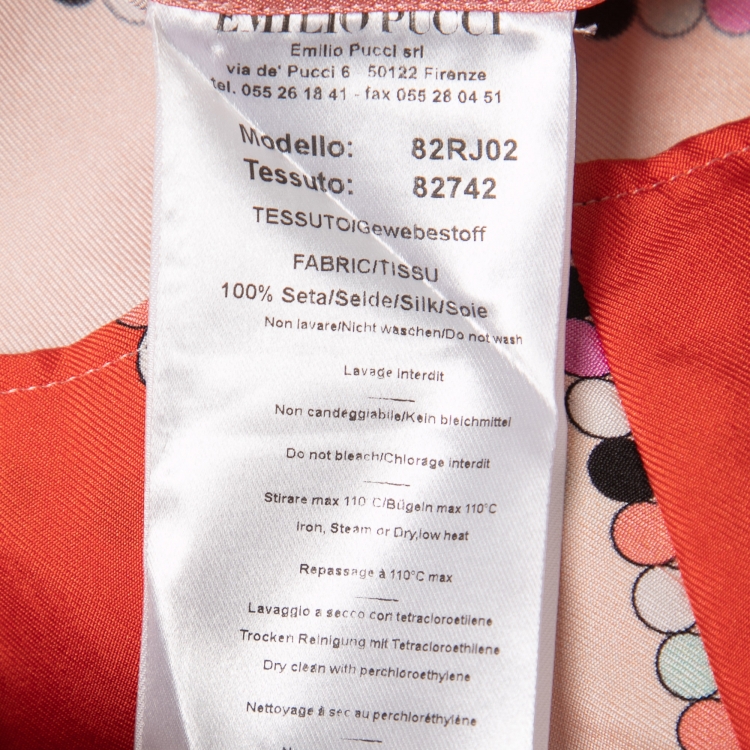 EMILIO PUCCI
Emilio Pucci srl
via de' Pucci 6 50122 Firenze
tel. 055 26 18 41 - fax 055 28 04 51
Modello: 82RJ02
Tessuto: 82742
TESSUTO/Gewebestoff
FABRIC/TISSU
100% Seta/Seide/Silk/Soie
Non lavare/Nicht waschen/Do not wash
Lavage interdit
Non candeggiabile/Kein bleichmittel
Do not bleach/Chlorage interdit
Stirare max 110 C/Bügeln max 110°C
Iron, Steam or Dry,low heat
Repassage à 110°C max
Lavaggio a secco con tetracloroetilene
Trocken Reinigung mit Tetracloroethilene
Dry clean with perchloroethylene
Nettoyage à sec au perchloréthylène